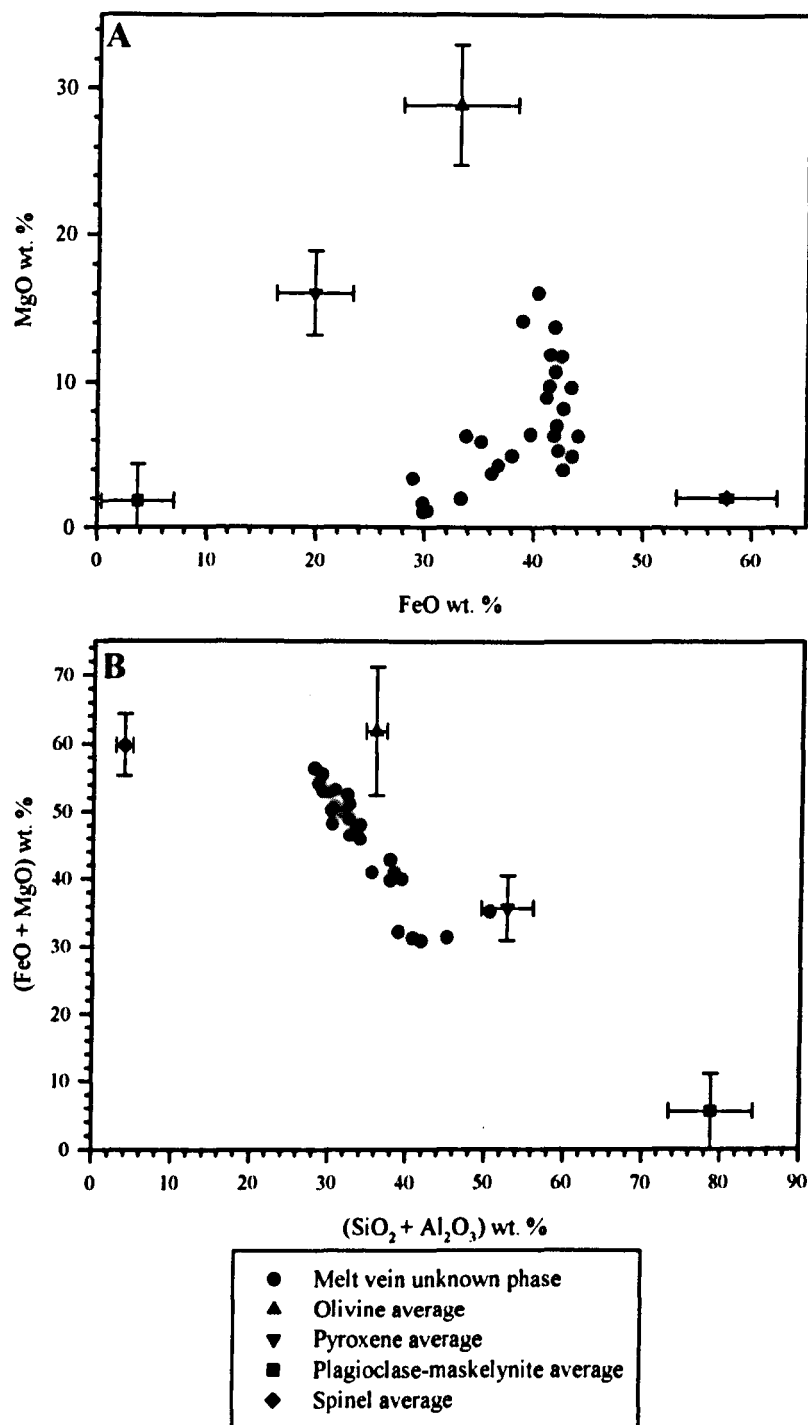 A
30
20
10
0
MgO wt. %
0 10 20 30 40 50 60
FeO wt. %
B
70
60
50
40
30
20
10
0
(FeO + MgO) wt. %
0 10 20 30 40 50 60 70 80 90
(SiO₂ + Al₂O₃) wt. %
Melt vein unknown phase
Olivine average
Pyroxene average
Plagioclase-maskelynite average
Spinel average